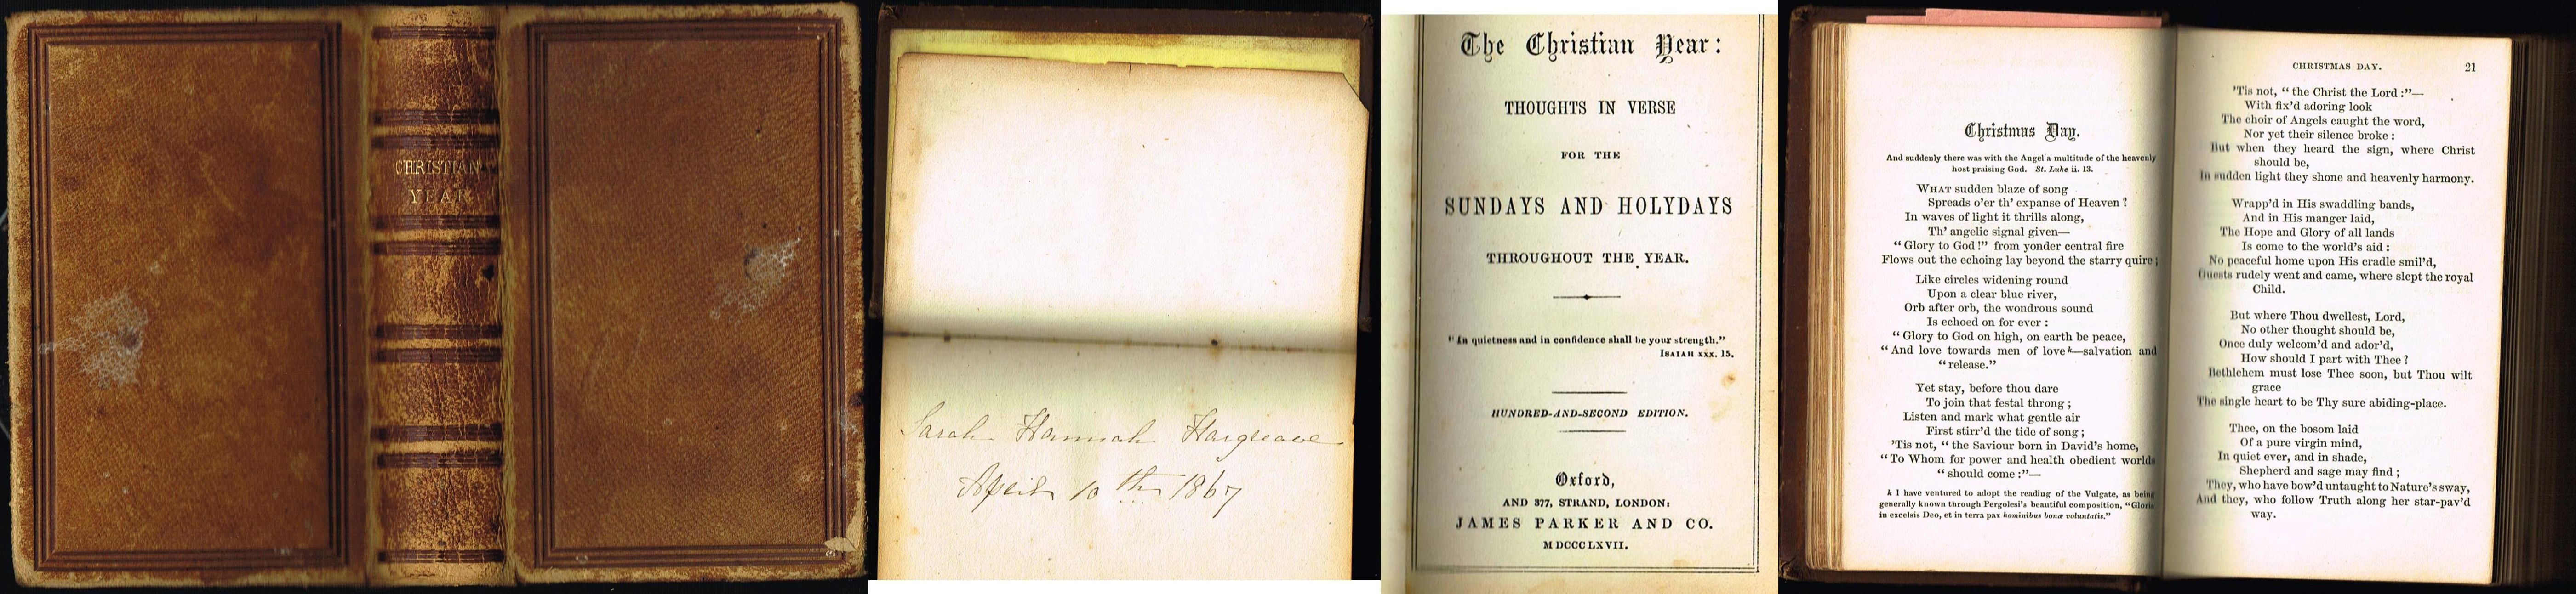 CHRISTIAN
YEAR
Sarah Hannah Hargreave
April 10th 1867
The Christian Year:
THOUGHTS IN VERSE
FOR THE
SUNDAYS AND HOLYDAYS
THROUGHOUT THE YEAR.
"In quietness and in confidence shall be your strength."
ISAIAH xxx. 15.
HUNDRED-AND-SECOND EDITION.
Oxford,
AND 377, STRAND, LONDON:
JAMES PARKER AND CO.
MDCCCLXVII.
Christmas Day.
And suddenly there was with the Angel a multitude of the heavenly
host praising God. St. Luke ii. 13.
WHAT sudden blaze of song
Spreads o'er th' expanse of Heaven?
In waves of light it thrills along,
Th' angelic signal given—
"Glory to God!" from yonder central fire
Flows out the echoing lay beyond the starry quire;
Like circles widening round
Upon a clear blue river,
Orb after orb, the wondrous sound
Is echoed on for ever:
"Glory to God on high, on earth be peace,
"And love towards men of love k—salvation and
"release."
Yet stay, before thou dare
To join that festal throng;
Listen and mark what gentle air
First stirr'd the tide of song;
'Tis not, "the Saviour born in David's home,
"To Whom for power and health obedient worlds
"should come:"—
k I have ventured to adopt the reading of the Vulgate, as being
generally known through Pergolesi's beautiful composition, "Gloria
in excelsis Deo, et in terra pax hominibus bonæ voluntatis."
CHRISTMAS DAY. 21
'Tis not, "the Christ the Lord:"—
With fix'd adoring look
The choir of Angels caught the word,
Nor yet their silence broke:
But when they heard the sign, where Christ
should be,
In sudden light they shone and heavenly harmony.
Wrapp'd in His swaddling bands,
And in His manger laid,
The Hope and Glory of all lands
Is come to the world's aid:
No peaceful home upon His cradle smil'd,
Guests rudely went and came, where slept the royal
Child.
But where Thou dwellest, Lord,
No other thought should be,
Once duly welcom'd and ador'd,
How should I part with Thee?
Bethlehem must lose Thee soon, but Thou wilt
grace
The single heart to be Thy sure abiding-place.
Thee, on the bosom laid
Of a pure virgin mind,
In quiet ever, and in shade,
Shepherd and sage may find;
They, who have bow'd untaught to Nature's sway,
And they, who follow Truth along her star-pav'd
way.